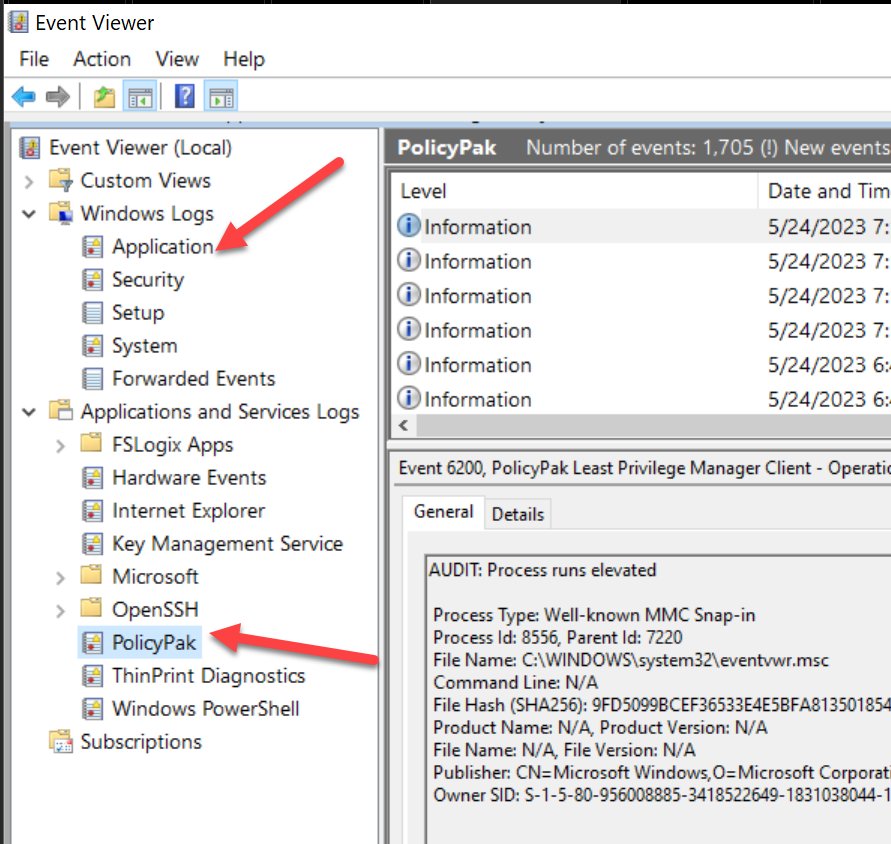 Event Viewer
File Action View Help
Event Viewer (Local)
Custom Views
Windows Logs
Application
Security
Setup
System
Forwarded Events
Applications and Services Logs
FSLogix Apps
Hardware Events
Internet Explorer
Key Management Service
Microsoft
OpenSSH
PolicyPak
ThinPrint Diagnostics
Windows PowerShell
Subscriptions
PolicyPak Number of events: 1,705 (!) New events
Level Date and Tim
Information 5/24/2023 7:
Information 5/24/2023 7:
Information 5/24/2023 7:
Information 5/24/2023 7:
Information 5/24/2023 6:
Information 5/24/2023 6:
Event 6200, PolicyPak Least Privilege Manager Client - Operatio
General Details
AUDIT: Process runs elevated
Process Type: Well-known MMC Snap-in
Process Id: 8556, Parent Id: 7220
File Name: C:\WINDOWS\system32\eventvwr.msc
Command Line: N/A
File Hash (SHA256): 9FD5099BCEF36533E4E5BFA813501854
Product Name: N/A, Product Version: N/A
File Name: N/A, File Version: N/A
Publisher: CN=Microsoft Windows,O=Microsoft Corporati
Owner SID: S-1-5-80-956008885-3418522649-1831038044-1